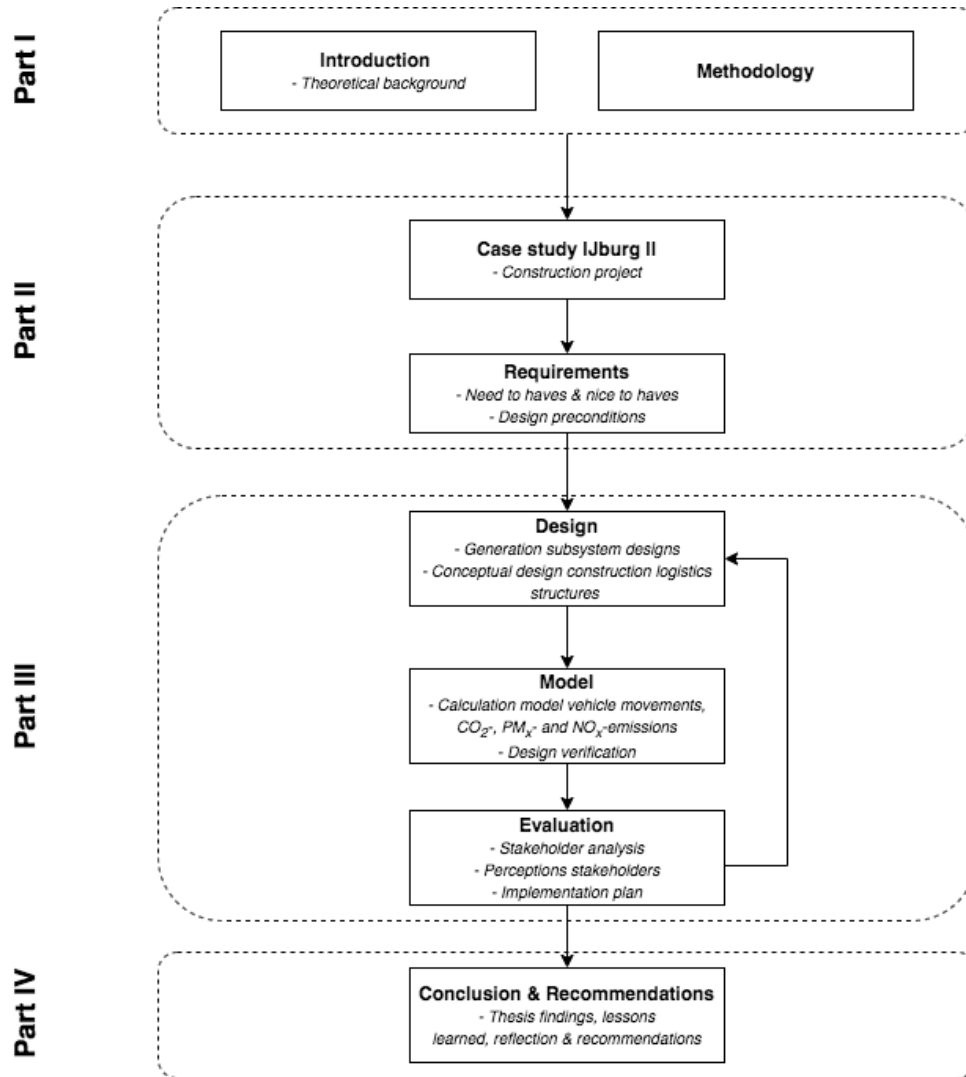 Part I
Introduction
- Theoretical background
Methodology
Part II
Case study IJburg II
- Construction project
Requirements
- Need to haves & nice to haves
- Design preconditions
Part III
Design
- Generation subsystem designs
- Conceptual design construction logistics
structures
Model
- Calculation model vehicle movements,
CO2-, PMx- and NOx-emissions
- Design verification
Evaluation
- Stakeholder analysis
- Perceptions stakeholders
- Implementation plan
Part IV
Conclusion & Recommendations
- Thesis findings, lessons
learned, reflection & recommendations